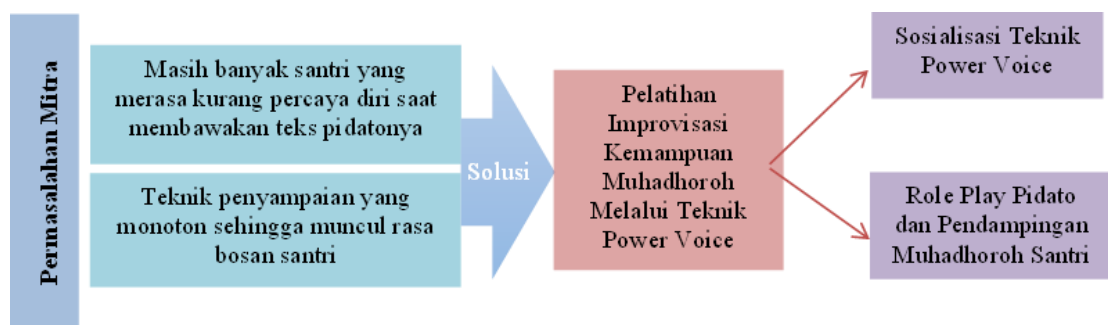 Permasalahan Mitra
Masih banyak santri yang
merasa kurang percaya diri saat
membawakan teks pidatonya
Teknik penyampaian yang
monoton sehingga muncul rasa
bosan santri
Solusi
Pelatihan
Improvisasi
Kemampuan
Muhadhoroh
Melalui Teknik
Power Voice
Sosialisasi Teknik
Power Voice
Role Play Pidato
dan Pendampingan
Muhadhoroh Santri